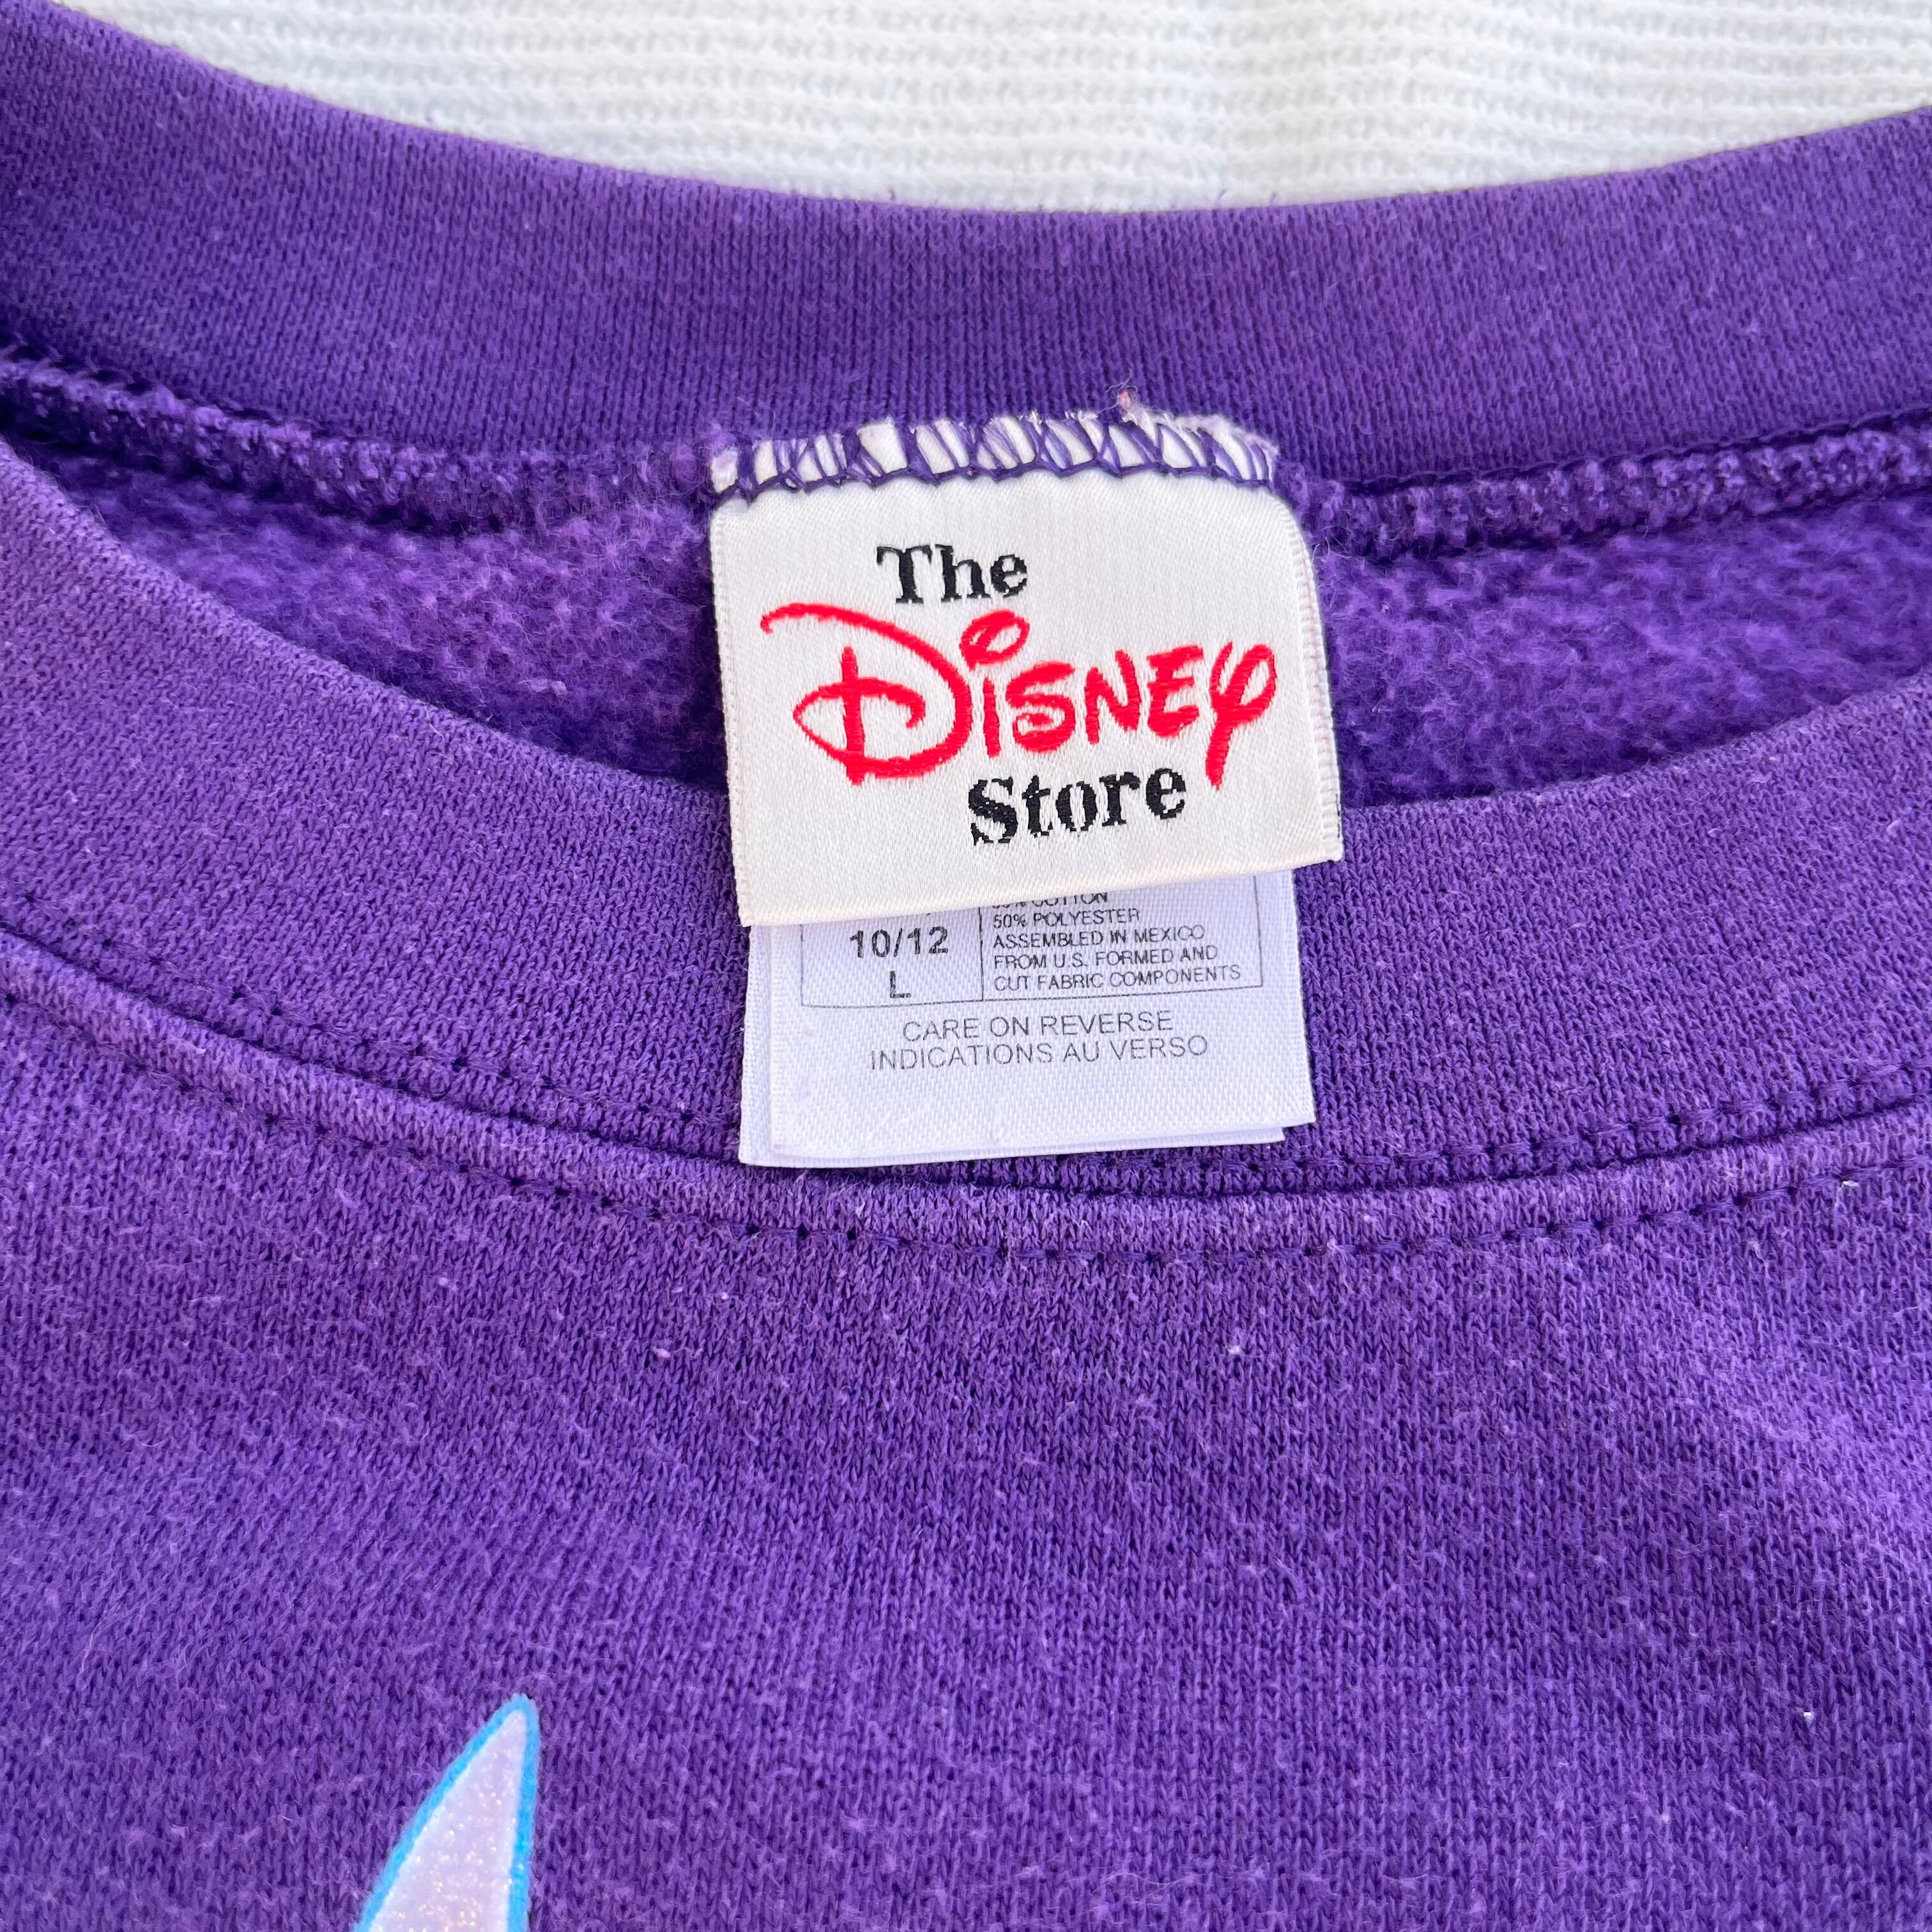 The
Disney
Store
COTTON
50% POLYESTER
10/12
ASSEMBLED IN MEXICO
FROM U.S. FORMED AND
L
CUT FABRIC COMPONENTS
CARE ON REVERSE
INDICATIONS AU VERSO